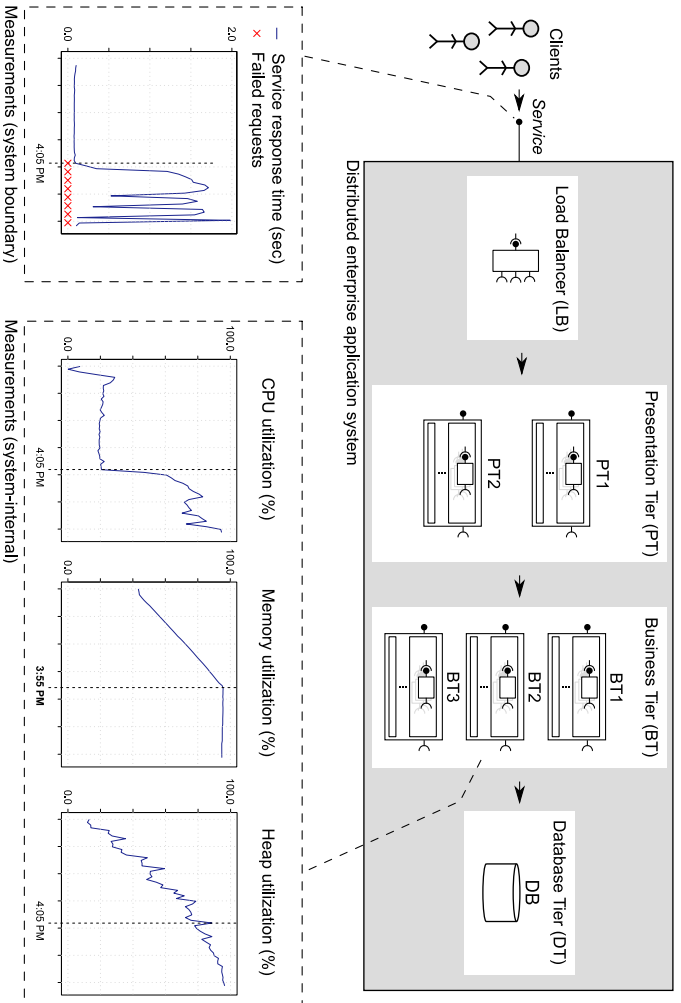 Clients
Service
Load Balancer (LB)
Presentation Tier (PT)
PT1
PT2
Business Tier (BT)
BT1
BT2
BT3
Database Tier (DT)
DB
Distributed enterprise application system
Service response time (sec)
Failed requests
2.0
0.0
4:05 PM
Measurements (system boundary)
CPU utilization (%)
100.0
0.0
4:05 PM
Memory utilization (%)
100.0
0.0
3:55 PM
Heap utilization (%)
100.0
0.0
4:05 PM
Measurements (system-internal)